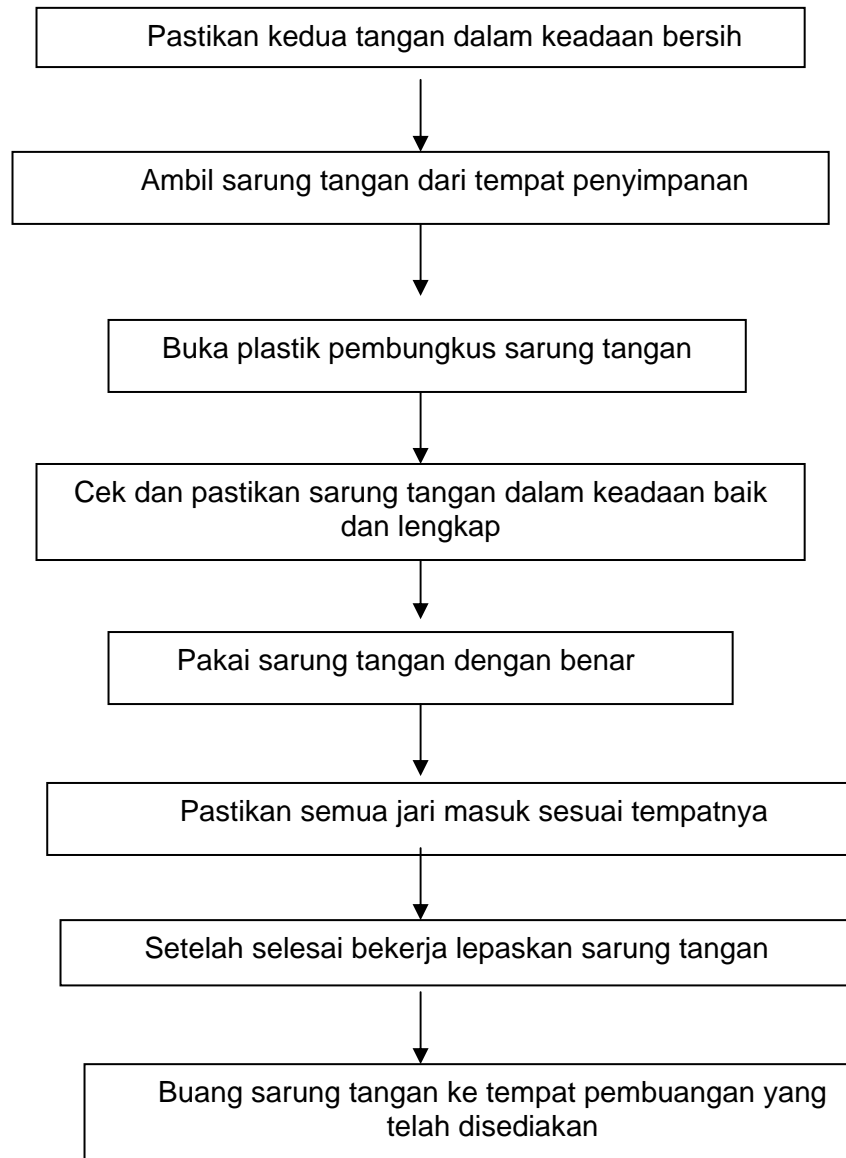 Pastikan kedua tangan dalam keadaan bersih
Ambil sarung tangan dari tempat penyimpanan
Buka plastik pembungkus sarung tangan
Cek dan pastikan sarung tangan dalam keadaan baik
dan lengkap
Pakai sarung tangan dengan benar
Pastikan semua jari masuk sesuai tempatnya
Setelah selesai bekerja lepaskan sarung tangan
Buang sarung tangan ke tempat pembuangan yang
telah disediakan